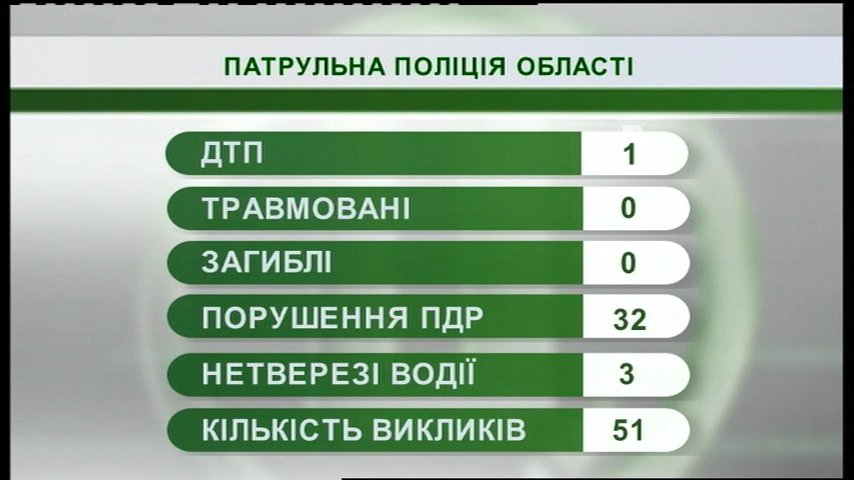 ПАТРУЛЬНА ПОЛІЦІЯ ОБЛАСТІ
ДТП 1
ТРАВМОВАНІ 0
ЗАГИБЛІ 0
ПОРУШЕННЯ ПДР 32
НЕТВЕРЕЗІ ВОДІЇ 3
КІЛЬКІСТЬ ВИКЛИКІВ 51